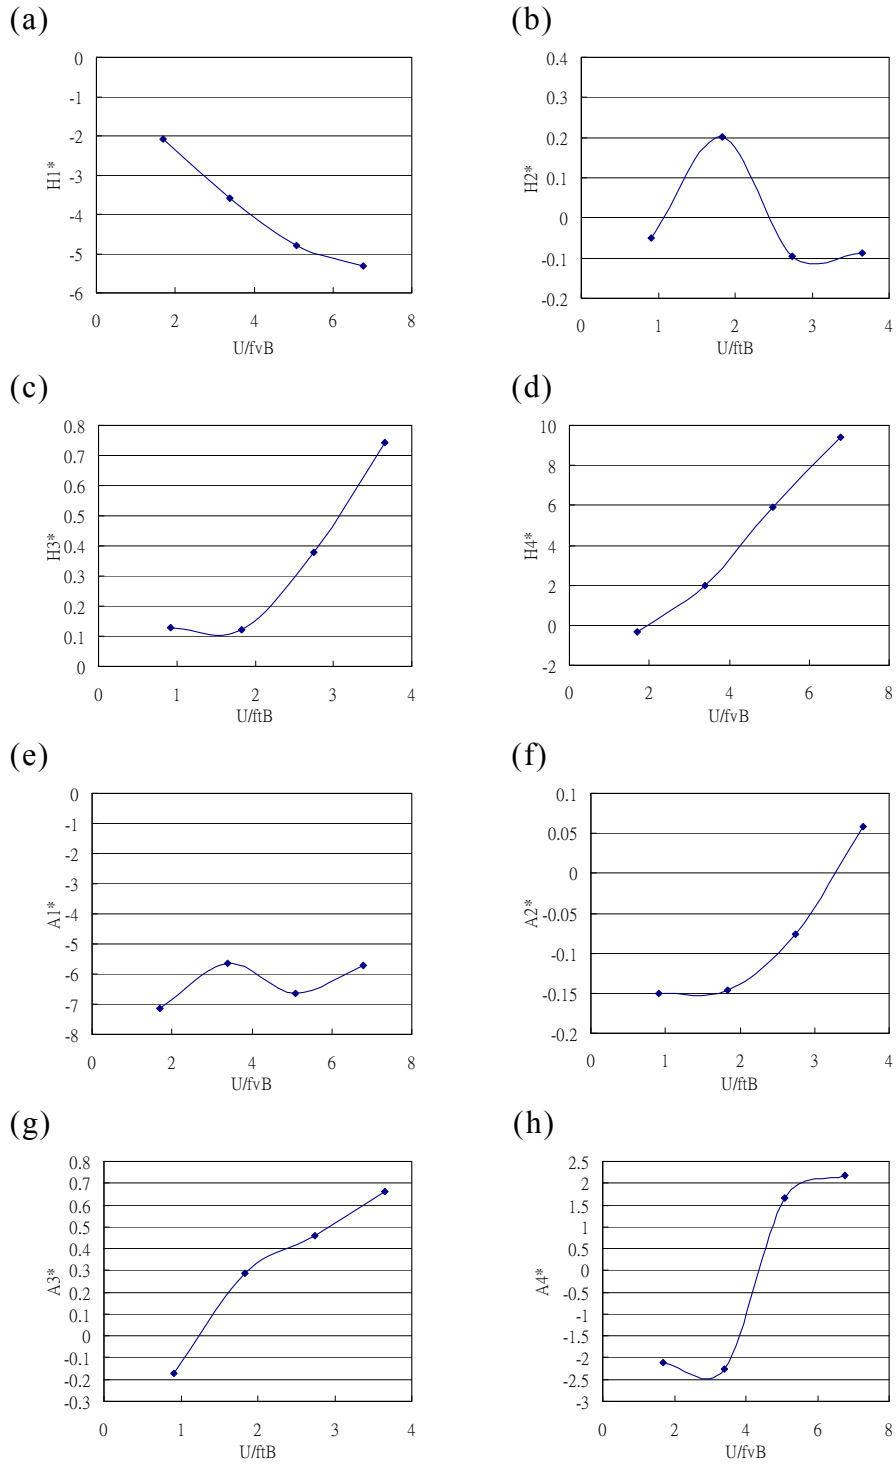 (a)
0
-1
-2
-3
-4
-5
-6
H1*
0 2 4 6 8
U/fvB
(b)
0.4
0.3
0.2
0.1
0
-0.1
-0.2
H2*
0 1 2 3 4
U/ftB
(c)
0.8
0.7
0.6
0.5
0.4
0.3
0.2
0.1
0
H3*
0 1 2 3 4
U/ftB
(d)
10
8
6
4
2
0
-2
H4*
0 2 4 6 8
U/fvB
(e)
0
-1
-2
-3
-4
-5
-6
-7
-8
A1*
0 2 4 6 8
U/fvB
(f)
0.1
0.05
0
-0.05
-0.1
-0.15
-0.2
A2*
0 1 2 3 4
U/ftB
(g)
0.8
0.7
0.6
0.5
0.4
0.3
0.2
0.1
0
-0.1
-0.2
-0.3
A3*
0 1 2 3 4
U/ftB
(h)
2.5
2
1.5
1
0.5
0
-0.5
-1
-1.5
-2
-2.5
-3
A4*
0 2 4 6 8
U/fvB